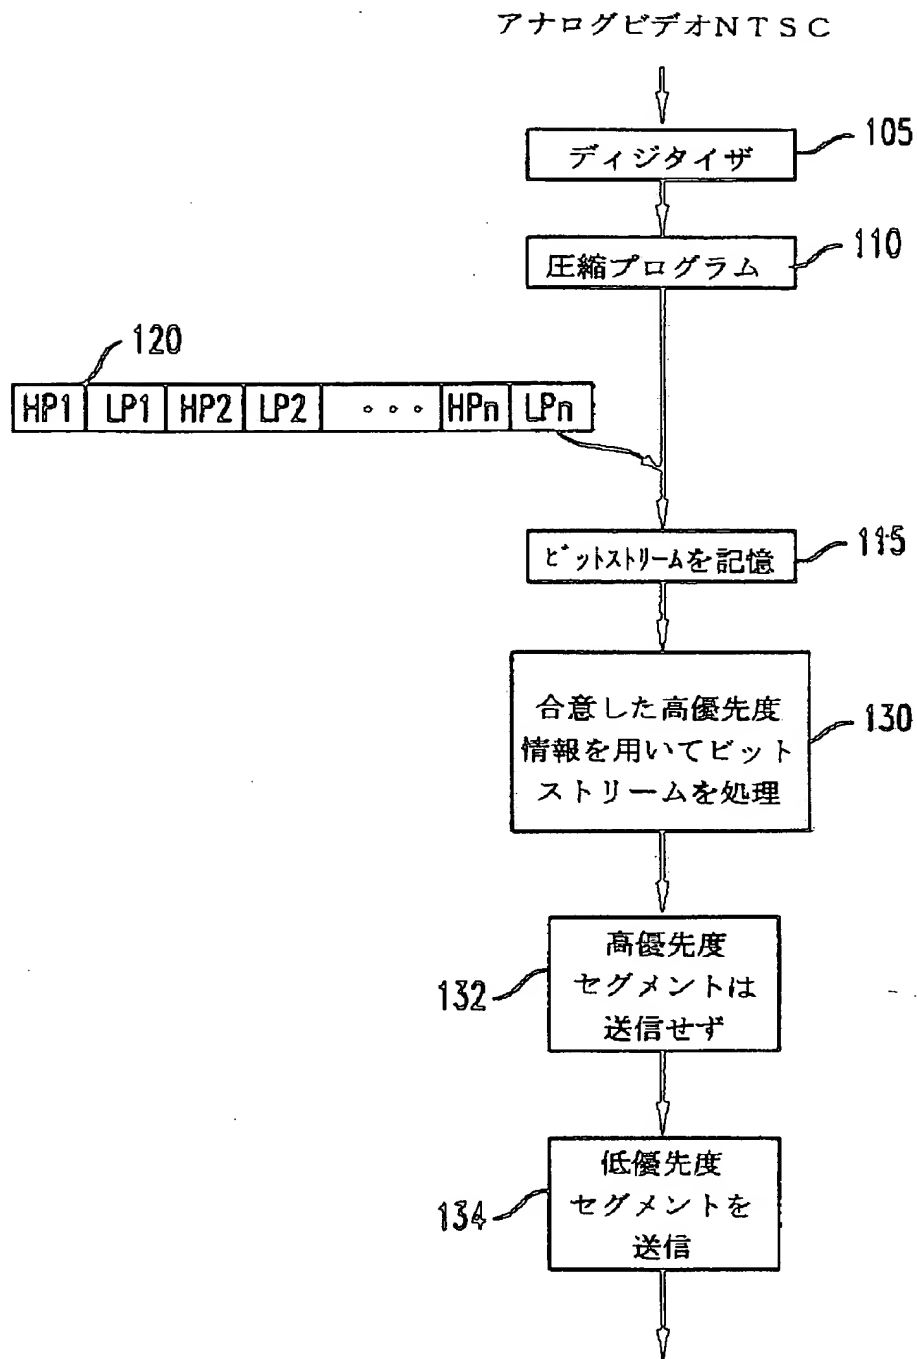 アナログビデオNTSC
105
ディジタイザ
110
圧縮プログラム
120
HP1 LP1 HP2 LP2 ∘∘∘ HPn LPn
115
ビットストリームを記憶
130
合意した高優先度
情報を用いてビット
ストリームを処理
132
高優先度
セグメントは
送信せず
134
低優先度
セグメントを
送信